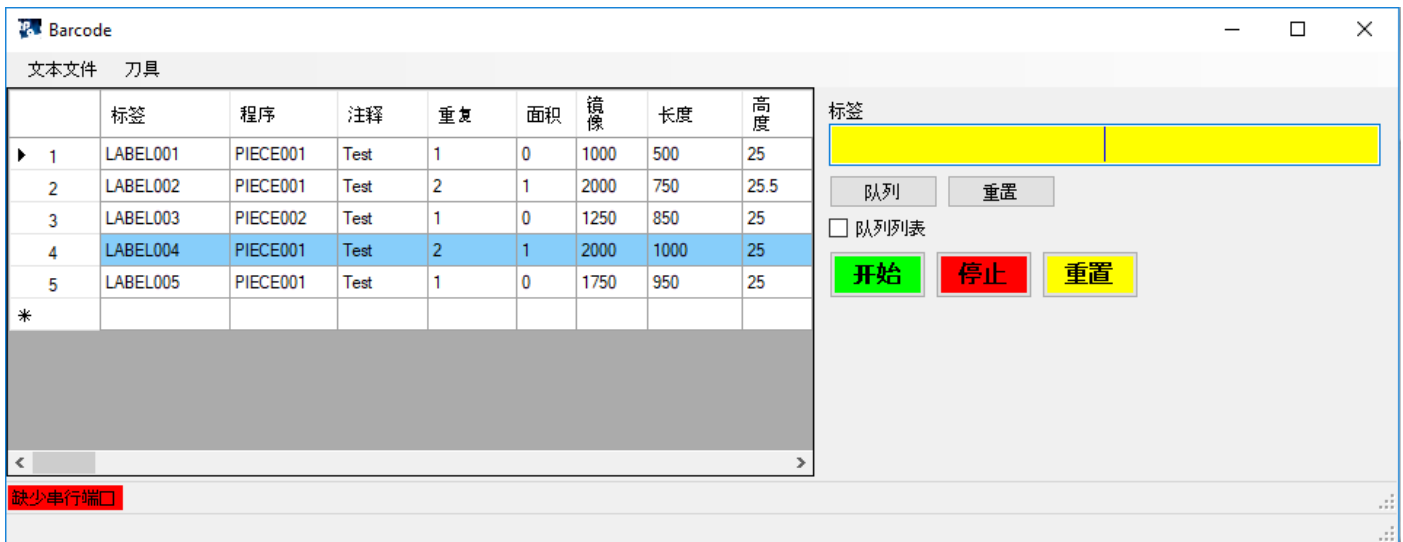 Barcode
文本文件 刀具
标签 程序 注释 重复 面积 镜像 长度 高度
1 LABEL001 PIECE001 Test 1 0 1000 500 25
2 LABEL002 PIECE001 Test 2 1 2000 750 25.5
3 LABEL003 PIECE002 Test 1 0 1250 850 25
4 LABEL004 PIECE001 Test 2 1 2000 1000 25
5 LABEL005 PIECE001 Test 1 0 1750 950 25
*
标签
队列 重置
队列列表
开始 停止 重置
缺少串行端口